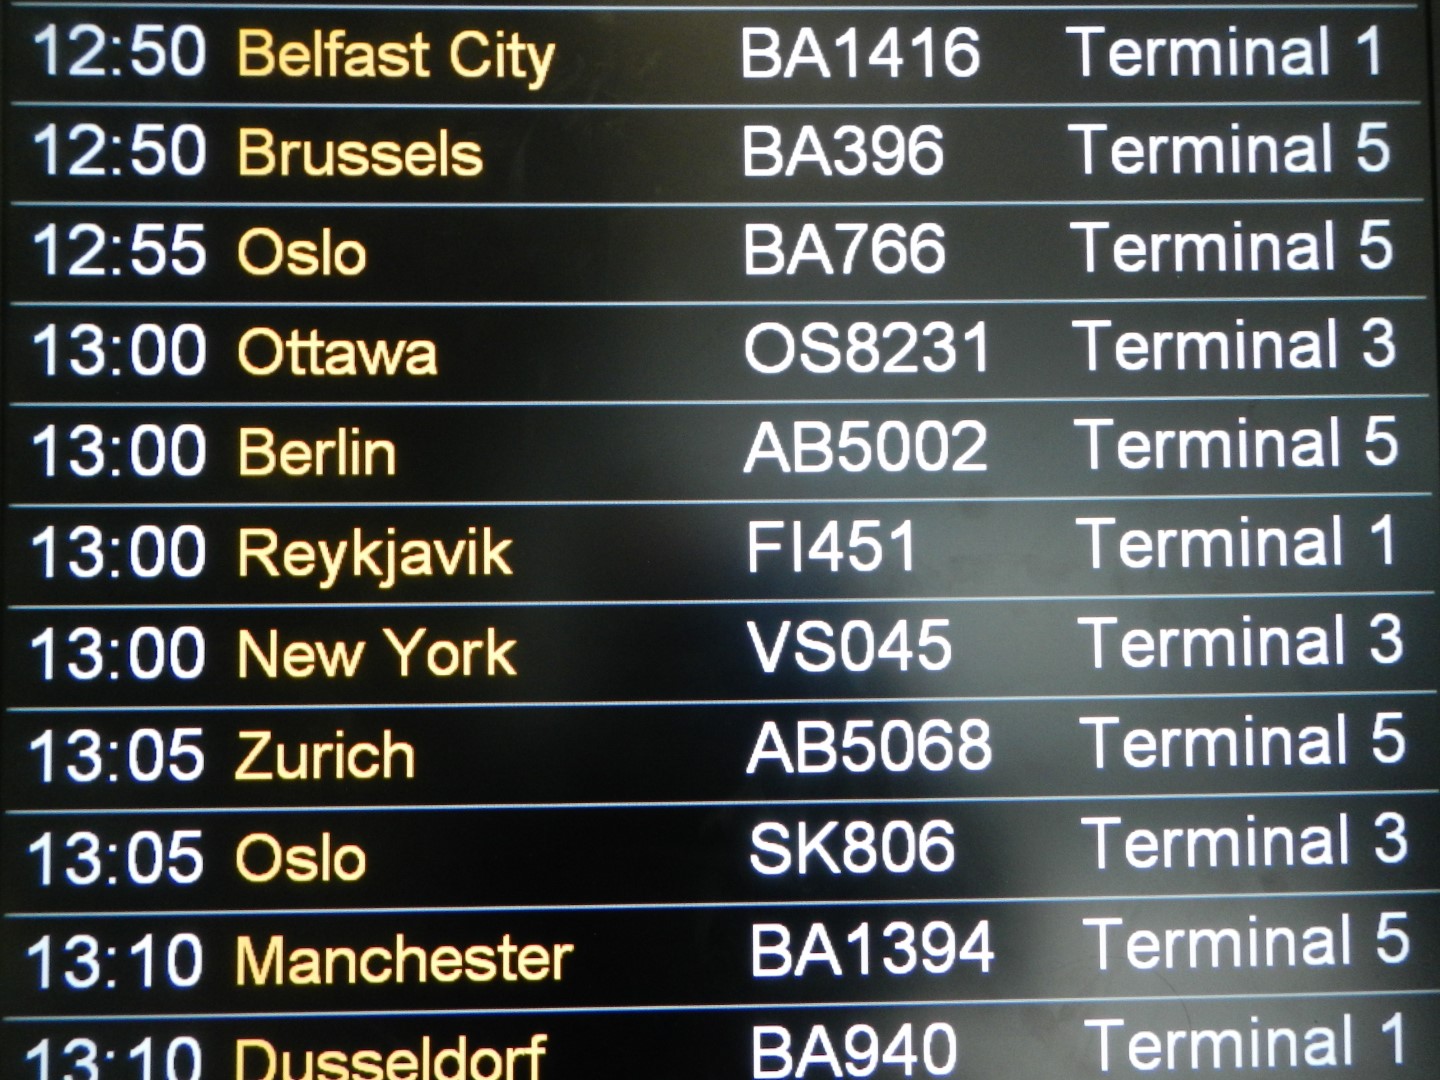 12:50 Belfast City BA1416 Terminal 1
12:50 Brussels BA396 Terminal 5
12:55 Oslo BA766 Terminal 5
13:00 Ottawa OS8231 Terminal 3
13:00 Berlin AB5002 Terminal 5
13:00 Reykjavik FI451 Terminal 1
13:00 New York VS045 Terminal 3
13:05 Zurich AB5068 Terminal 5
13:05 Oslo SK806 Terminal 3
13:10 Manchester BA1394 Terminal 5
13:10 Dusseldorf BA940 Terminal 1